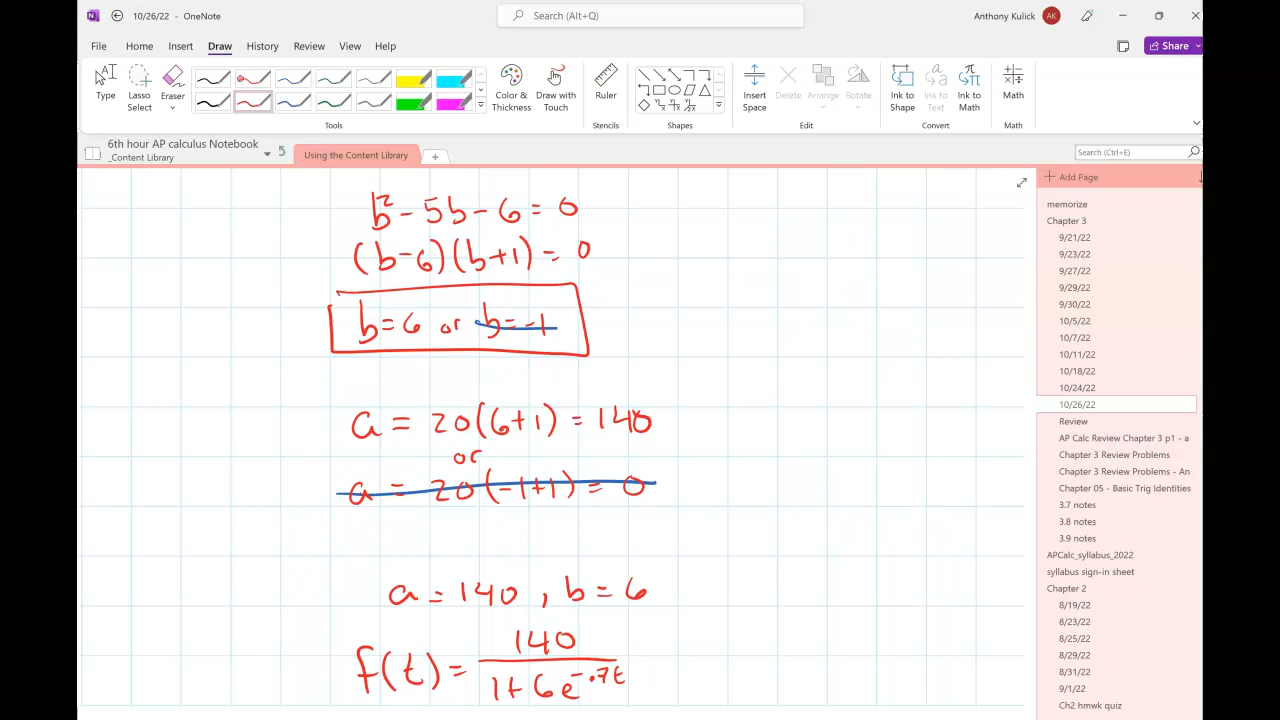 10/26/22 - OneNote
Search (Alt+Q)
Anthony Kulick
AK
File Home Insert Draw History Review View Help
Share
Type
Lasso Select
Eraser
Color & Thickness
Draw with Touch
Ruler
Insert Space
Delete
Arrange
Rotate
Ink to Shape
Ink to Text
Ink to Math
Math
Tools Stencils Shapes Edit Convert Math
6th hour AP calculus Notebook
_Content Library
Using the Content Library
Search (Ctrl+E)
b² - 5b - 6 = 0
(b-6)(b+1) = 0
b = 6 or b = -1
a = 20(6+1) = 140
or
a = 20(-1+1) = 0
a = 140, b = 6
f(t) = 140 / 1 + 6e^-.7t
Add Page
memorize
Chapter 3
9/21/22
9/23/22
9/27/22
9/29/22
9/30/22
10/5/22
10/7/22
10/11/22
10/18/22
10/24/22
10/26/22
Review
AP Calc Review Chapter 3 p1 - a
Chapter 3 Review Problems
Chapter 3 Review Problems - An
Chapter 05 - Basic Trig Identities
3.7 notes
3.8 notes
3.9 notes
APCalc_syllabus_2022
syllabus sign-in sheet
Chapter 2
8/19/22
8/23/22
8/25/22
8/29/22
8/31/22
9/1/22
Ch2 hmwk quiz